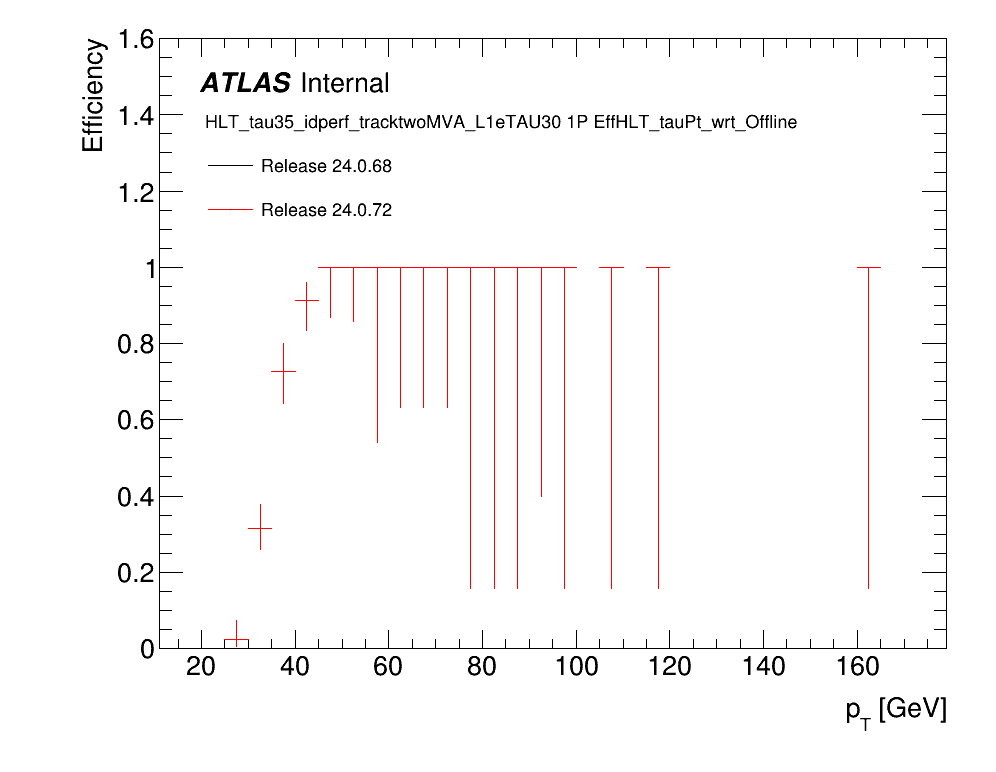 Efficiency
1.6
1.4
1.2
1
0.8
0.6
0.4
0.2
0
ATLAS Internal
HLT_tau35_idperf_tracktwoMVA_L1eTAU30 1P EffHLT_tauPt_wrt_Offline
Release 24.0.68
Release 24.0.72
20 40 60 80 100 120 140 160
p_T [GeV]